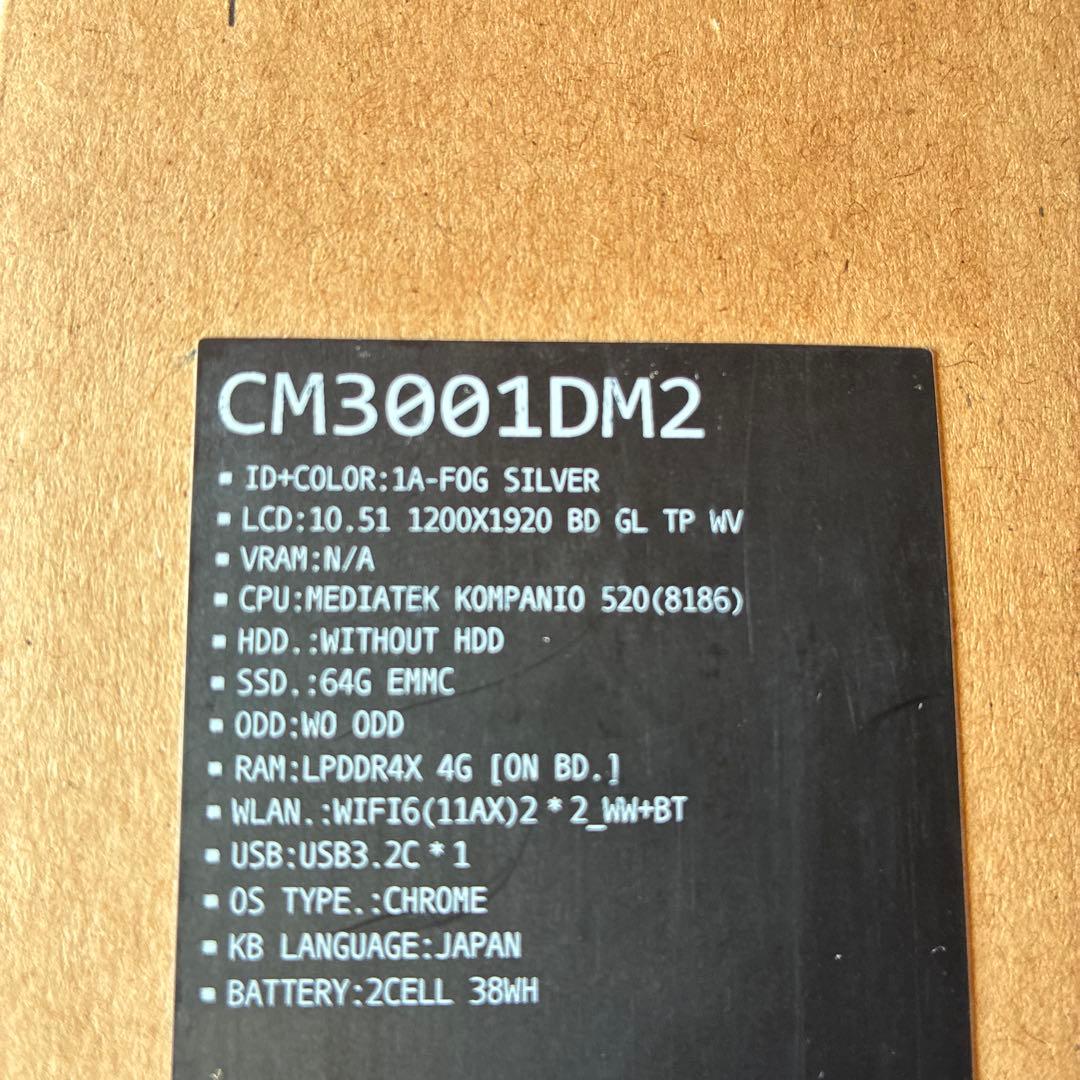 CM3001DM2
▪ ID+COLOR:1A-FOG SILVER
▪ LCD:10.51 1200X1920 BD GL TP WV
▪ VRAM:N/A
▪ CPU:MEDIATEK KOMPANIO 520(8186)
▪ HDD.:WITHOUT HDD
▪ SSD.:64G EMMC
▪ ODD:WO ODD
▪ RAM:LPDDR4X 4G [ON BD.]
▪ WLAN.:WIFI6(11AX)2*2_WW+BT
▪ USB:USB3.2C*1
▪ OS TYPE.:CHROME
▪ KB LANGUAGE:JAPAN
▪ BATTERY:2CELL 38WH